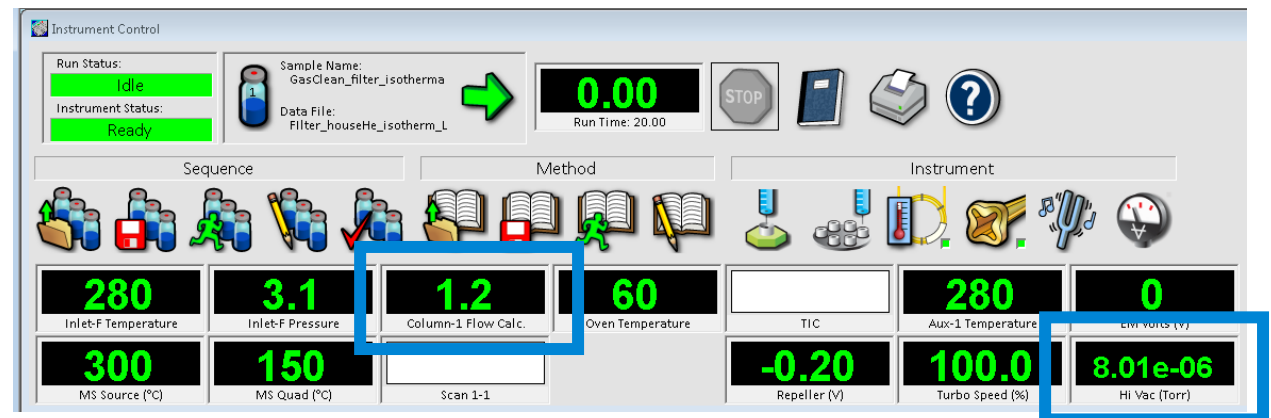 Instrument Control
Run Status:
Idle
Instrument Status:
Ready
1
Sample Name:
GasClean_filter_isotherma
Data File:
FIlter_houseHe_isotherm_L
0.00
Run Time: 20.00
STOP
?
Sequence
Method
Instrument
280
Inlet-F Temperature
3.1
Inlet-F Pressure
1.2
Column-1 Flow Calc.
60
Oven Temperature
TIC
280
Aux-1 Temperature
0
EM Volts (V)
300
MS Source (°C)
150
MS Quad (°C)
Scan 1-1
-0.20
Repeller (V)
100.0
Turbo Speed (%)
8.01e-06
Hi Vac (Torr)